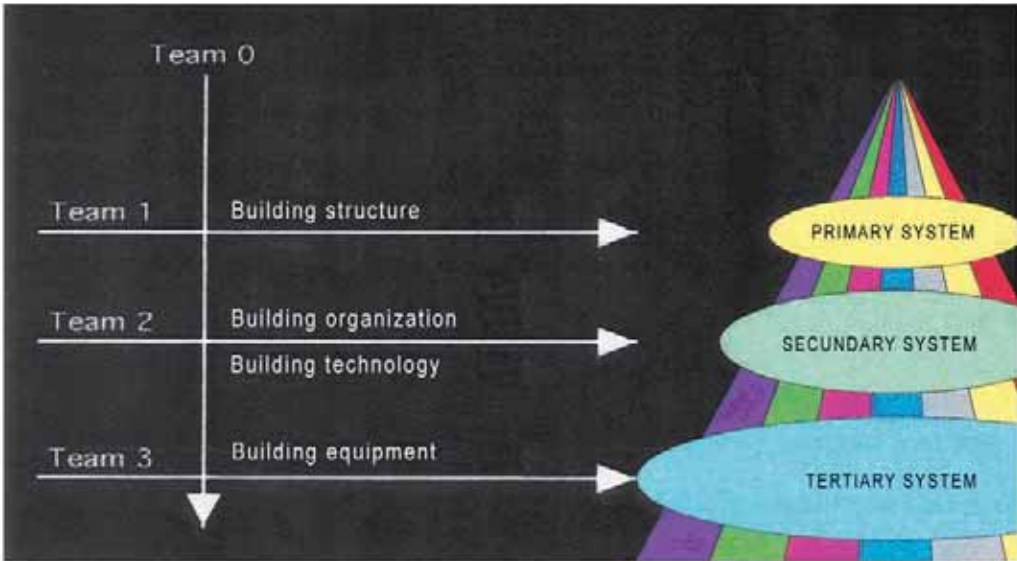 Team 0
Team 1
Building structure
PRIMARY SYSTEM
Team 2
Building organization
Building technology
SECUNDARY SYSTEM
Team 3
Building equipment
TERTIARY SYSTEM